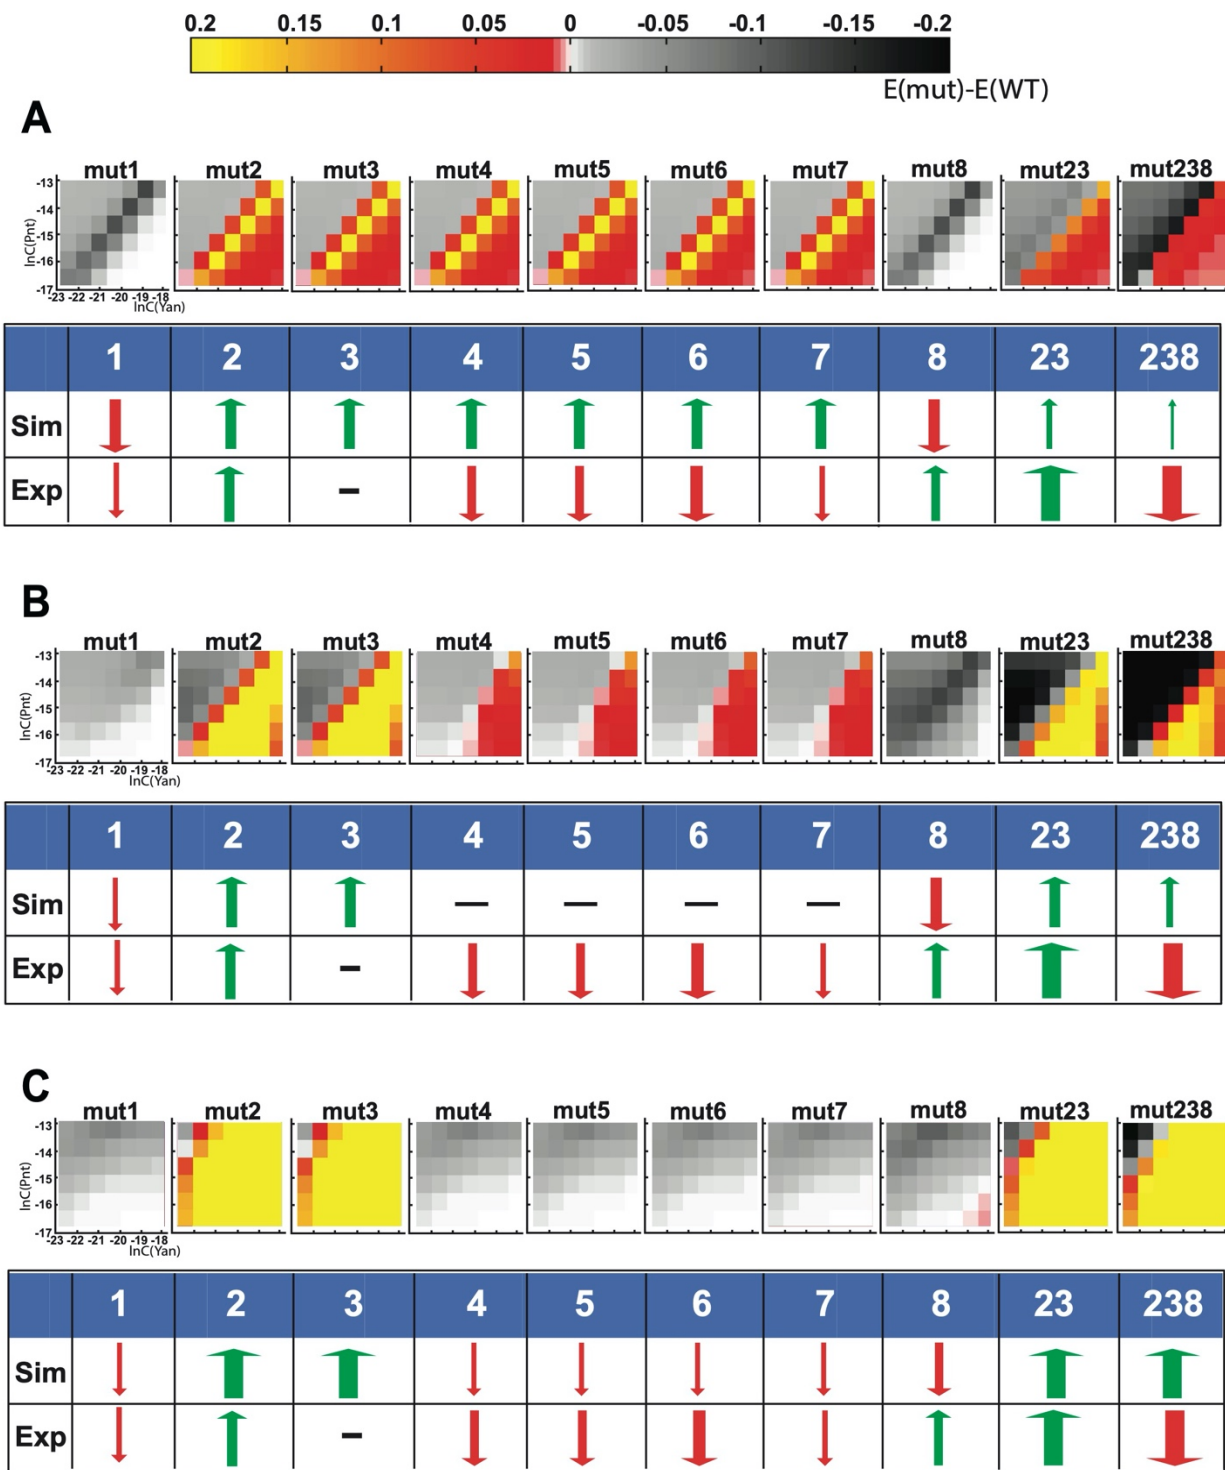 0.2 0.15 0.1 0.05 0 -0.05 -0.1 -0.15 -0.2
E(mut)-E(WT)
A
mut1 mut2 mut3 mut4 mut5 mut6 mut7 mut8 mut23 mut238
lnC(Pnt)
-13
-14
-15
-16
-17
-23 -22 -21 -20 -19 -18
lnC(Yan)
1 2 3 4 5 6 7 8 23 238
Sim
Exp –
B
mut1 mut2 mut3 mut4 mut5 mut6 mut7 mut8 mut23 mut238
lnC(Pnt)
-13
-14
-15
-16
-17
-23 -22 -21 -20 -19 -18
lnC(Yan)
1 2 3 4 5 6 7 8 23 238
Sim — — — —
Exp –
C
mut1 mut2 mut3 mut4 mut5 mut6 mut7 mut8 mut23 mut238
lnC(Pnt)
-13
-14
-15
-16
-17
-23 -22 -21 -20 -19 -18
lnC(Yan)
1 2 3 4 5 6 7 8 23 238
Sim
Exp –